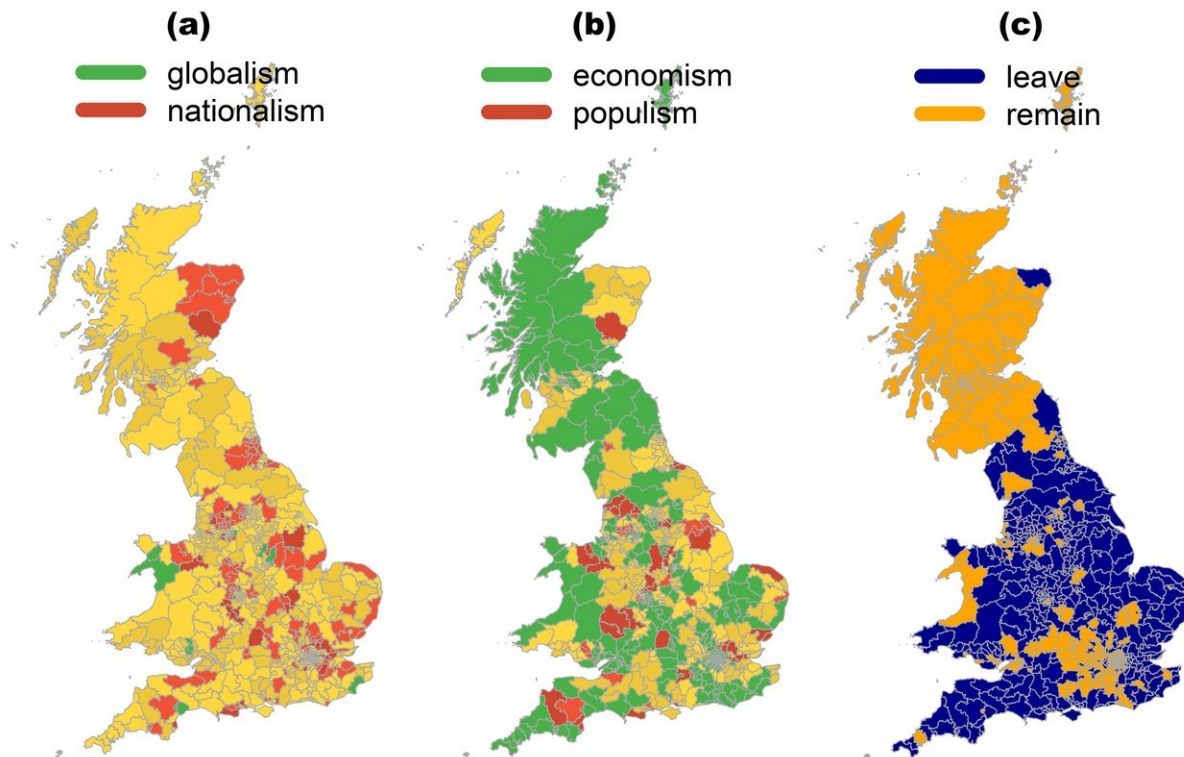 (a)
globalism
nationalism
(b)
economism
populism
(c)
leave
remain